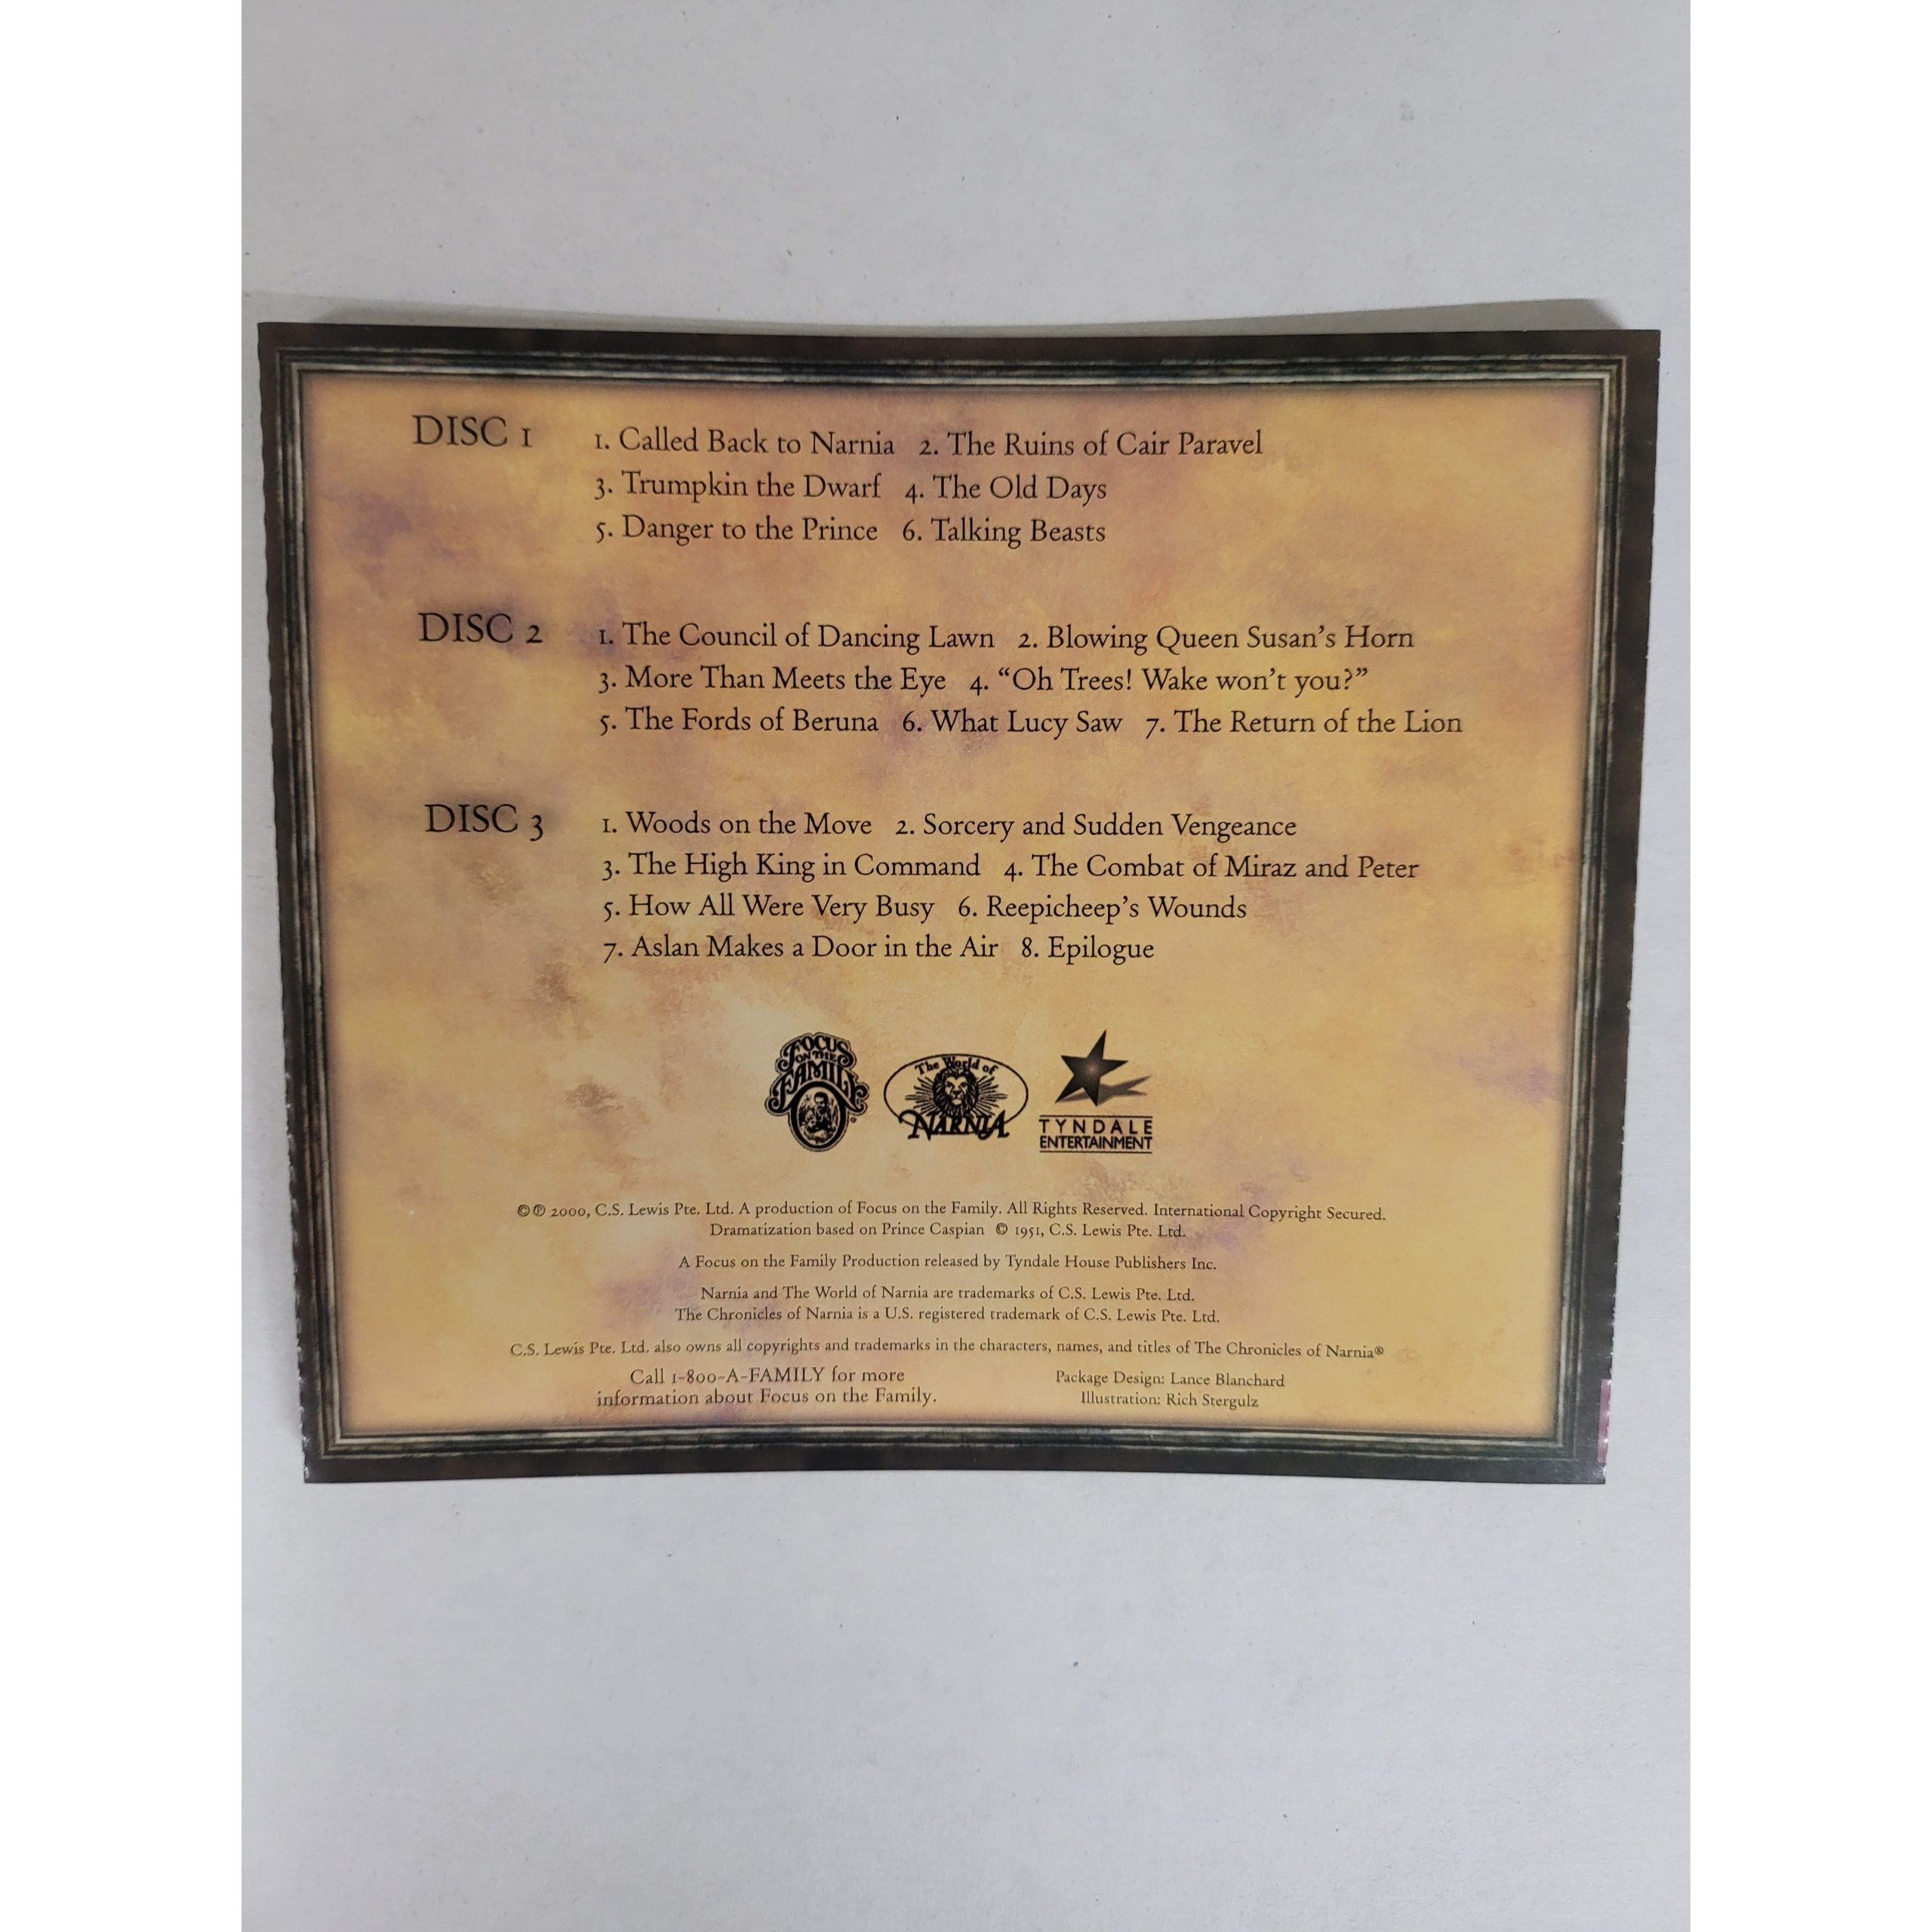 DISC 1
1. Called Back to Narnia 2. The Ruins of Cair Paravel
3. Trumpkin the Dwarf 4. The Old Days
5. Danger to the Prince 6. Talking Beasts
DISC 2
1. The Council of Dancing Lawn 2. Blowing Queen Susan's Horn
3. More Than Meets the Eye 4. “Oh Trees! Wake won't you?”
5. The Fords of Beruna 6. What Lucy Saw 7. The Return of the Lion
DISC 3
1. Woods on the Move 2. Sorcery and Sudden Vengeance
3. The High King in Command 4. The Combat of Miraz and Peter
5. How All Were Very Busy 6. Reepicheep's Wounds
7. Aslan Makes a Door in the Air 8. Epilogue
FOCUS
ON THE
FAMILY
The World of
NARNIA
TYNDALE
ENTERTAINMENT
©℗ 2000, C.S. Lewis Pte. Ltd. A production of Focus on the Family. All Rights Reserved. International Copyright Secured.
Dramatization based on Prince Caspian © 1951, C.S. Lewis Pte. Ltd.
A Focus on the Family Production released by Tyndale House Publishers Inc.
Narnia and The World of Narnia are trademarks of C.S. Lewis Pte. Ltd.
The Chronicles of Narnia is a U.S. registered trademark of C.S. Lewis Pte. Ltd.
C.S. Lewis Pte. Ltd. also owns all copyrights and trademarks in the characters, names, and titles of The Chronicles of Narnia®
Call 1-800-A-FAMILY for more
information about Focus on the Family.
Package Design: Lance Blanchard
Illustration: Rich Stergulz